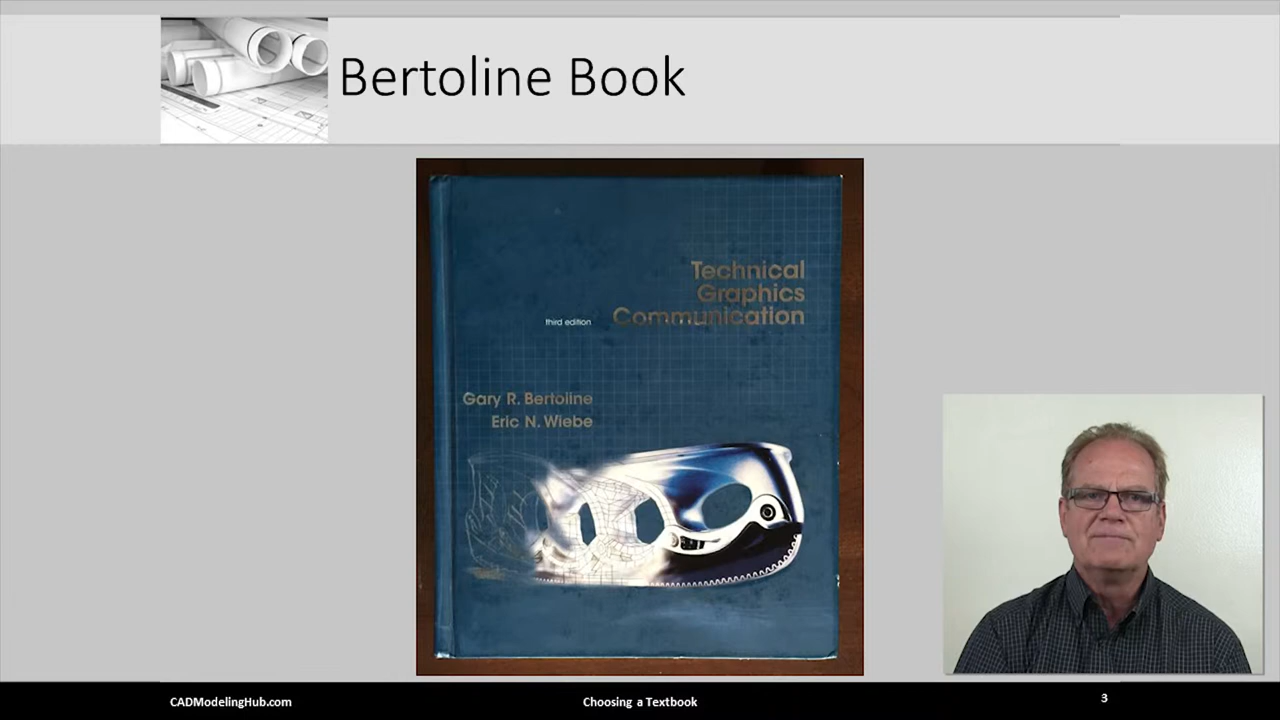 Bertoline Book
Technical
Graphics
Communication
third edition
Gary R. Bertoline
Eric N. Wiebe
CADModelingHub.com
Choosing a Textbook
3